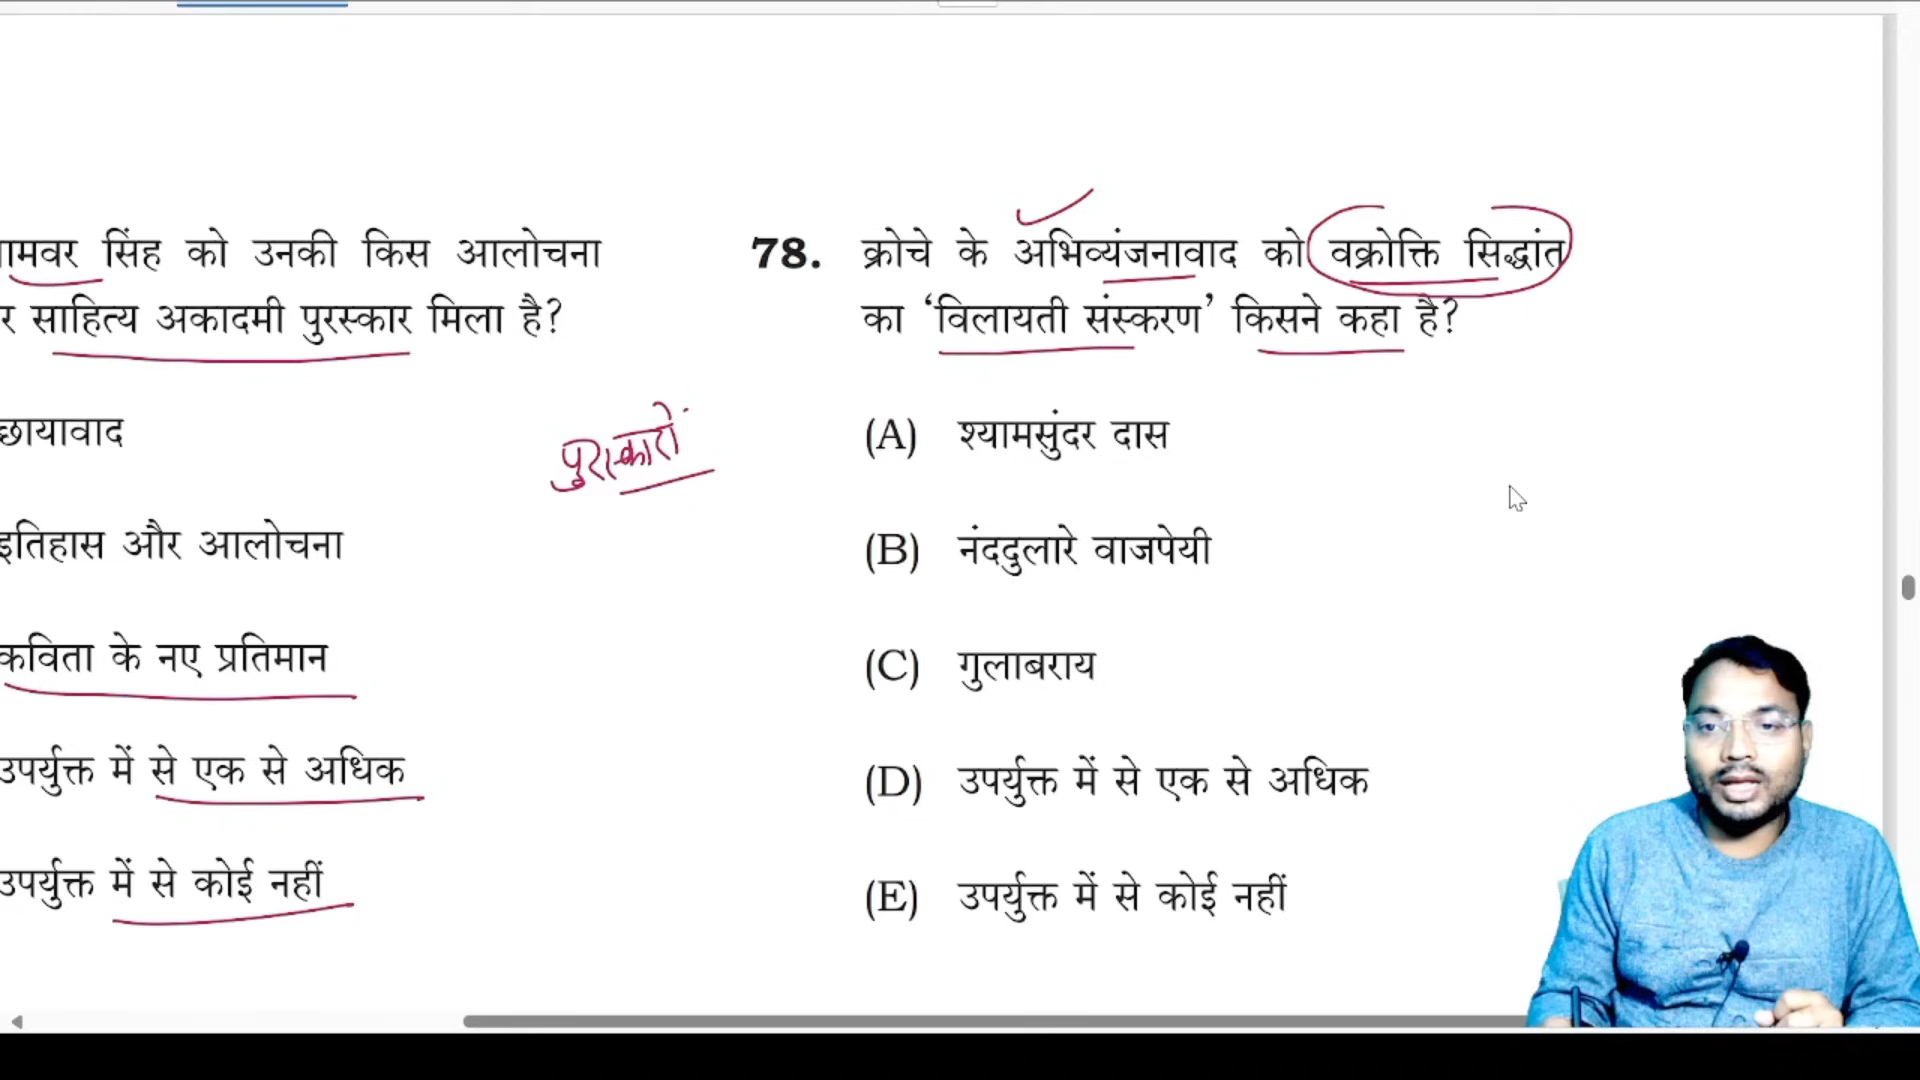 सिंह को उनकी किस आलोचना
साहित्य अकादमी पुरस्कार मिला है?
छायावाद
इतिहास और आलोचना
कविता के नए प्रतिमान
उपर्युक्त में से एक से अधिक
उपर्युक्त में से कोई नहीं
पुरस्कारों
78. क्रोचे के अभिव्यंजनावाद को वक्रोक्ति सिद्धांत
का ‘विलायती संस्करण’ किसने कहा है?
(A) श्यामसुंदर दास
(B) नंददुलारे वाजपेयी
(C) गुलाबराय
(D) उपर्युक्त में से एक से अधिक
(E) उपर्युक्त में से कोई नहीं